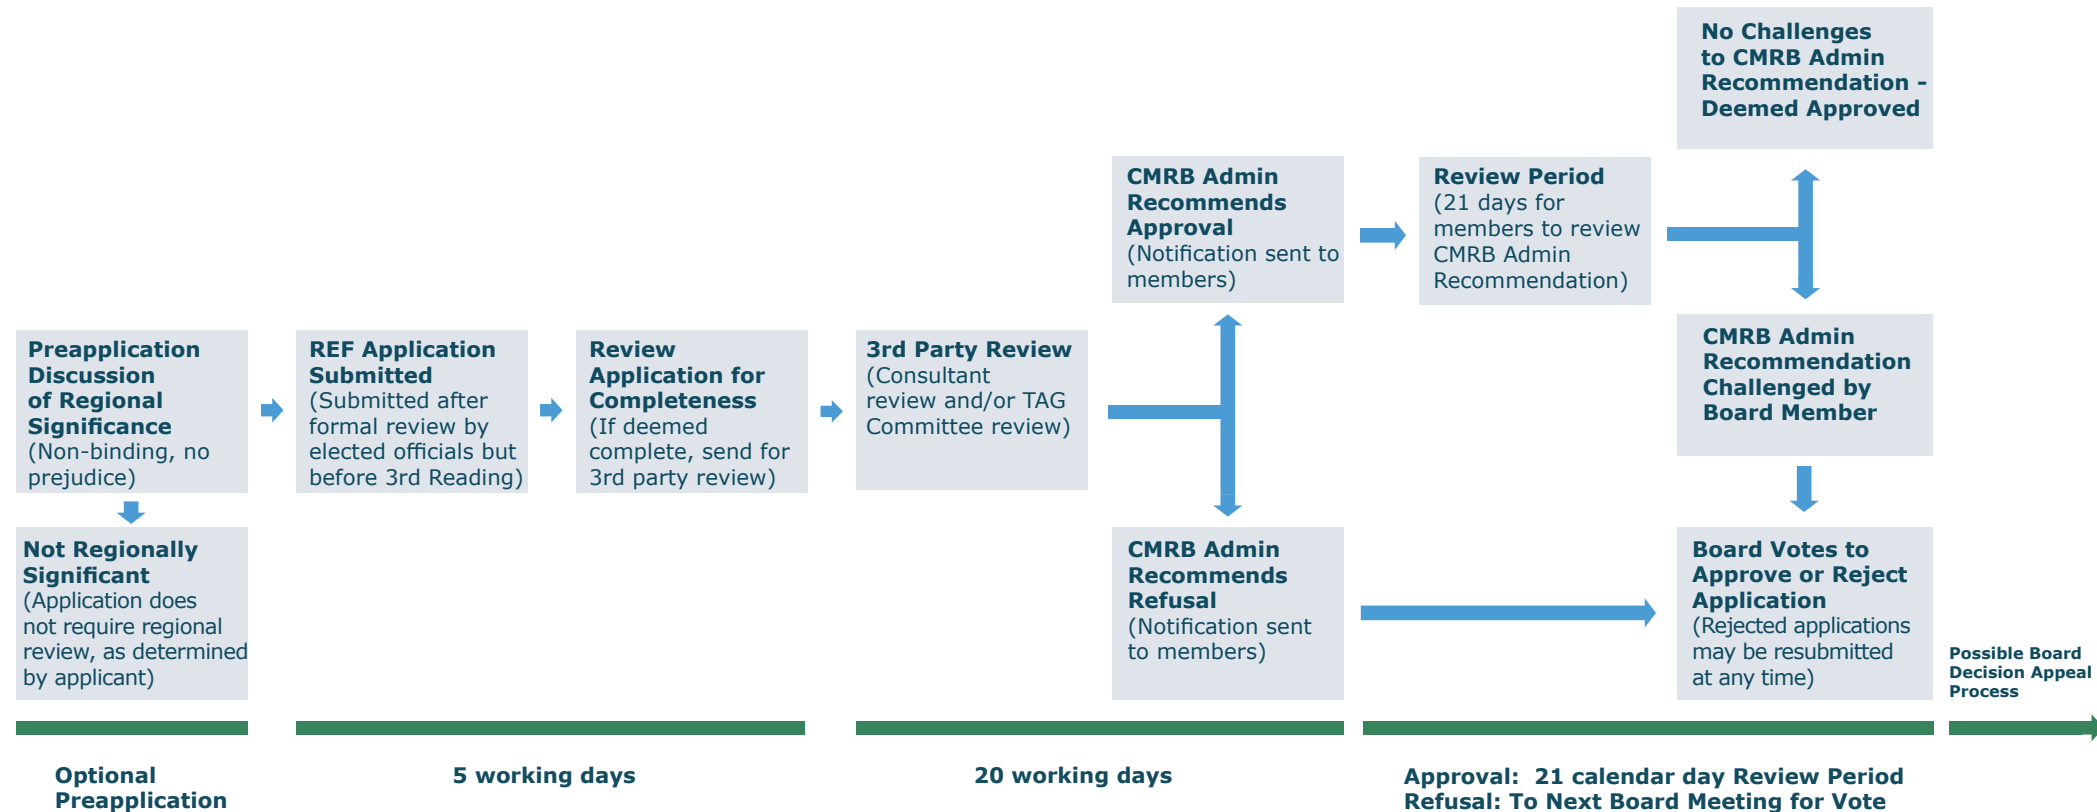 No Challenges
to CMRB Admin
Recommendation -
Deemed Approved
CMRB Admin
Recommends
Approval
(Notification sent to
members)
Review Period
(21 days for
members to review
CMRB Admin
Recommendation)
Preapplication
Discussion
of Regional
Significance
(Non-binding, no
prejudice)
REF Application
Submitted
(Submitted after
formal review by
elected officials but
before 3rd Reading)
Review
Application for
Completeness
(If deemed
complete, send for
3rd party review)
3rd Party Review
(Consultant
review and/or TAG
Committee review)
CMRB Admin
Recommendation
Challenged by
Board Member
Not Regionally
Significant
(Application does
not require regional
review, as determined
by applicant)
CMRB Admin
Recommends
Refusal
(Notification sent
to members)
Board Votes to
Approve or Reject
Application
(Rejected applications
may be resubmitted
at any time)
Possible Board
Decision Appeal
Process
Optional
Preapplication
5 working days
20 working days
Approval: 21 calendar day Review Period
Refusal: To Next Board Meeting for Vote